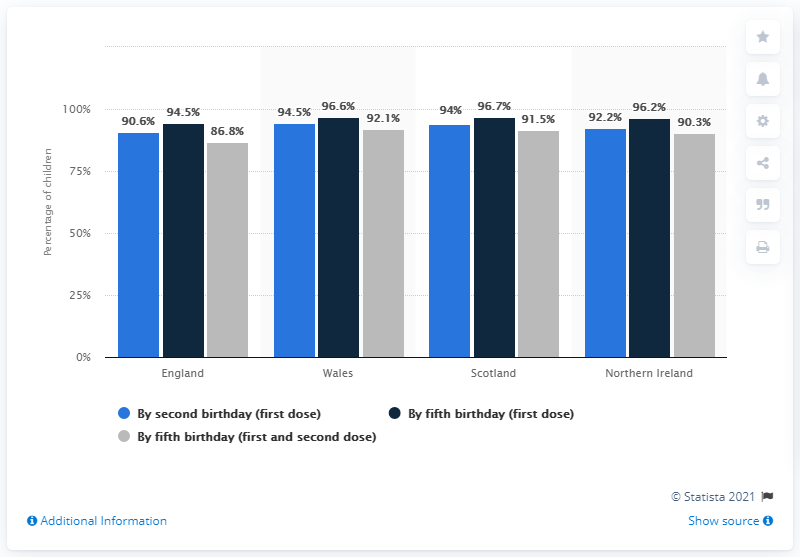 Percentage of children
100%
75%
50%
25%
0%
90.6%
94.5%
86.8%
94.5%
96.6%
92.1%
94%
96.7%
91.5%
92.2%
96.2%
90.3%
England
Wales
Scotland
Northern Ireland
By second birthday (first dose)
By fifth birthday (first dose)
By fifth birthday (first and second dose)
© Statista 2021
Additional Information
Show source